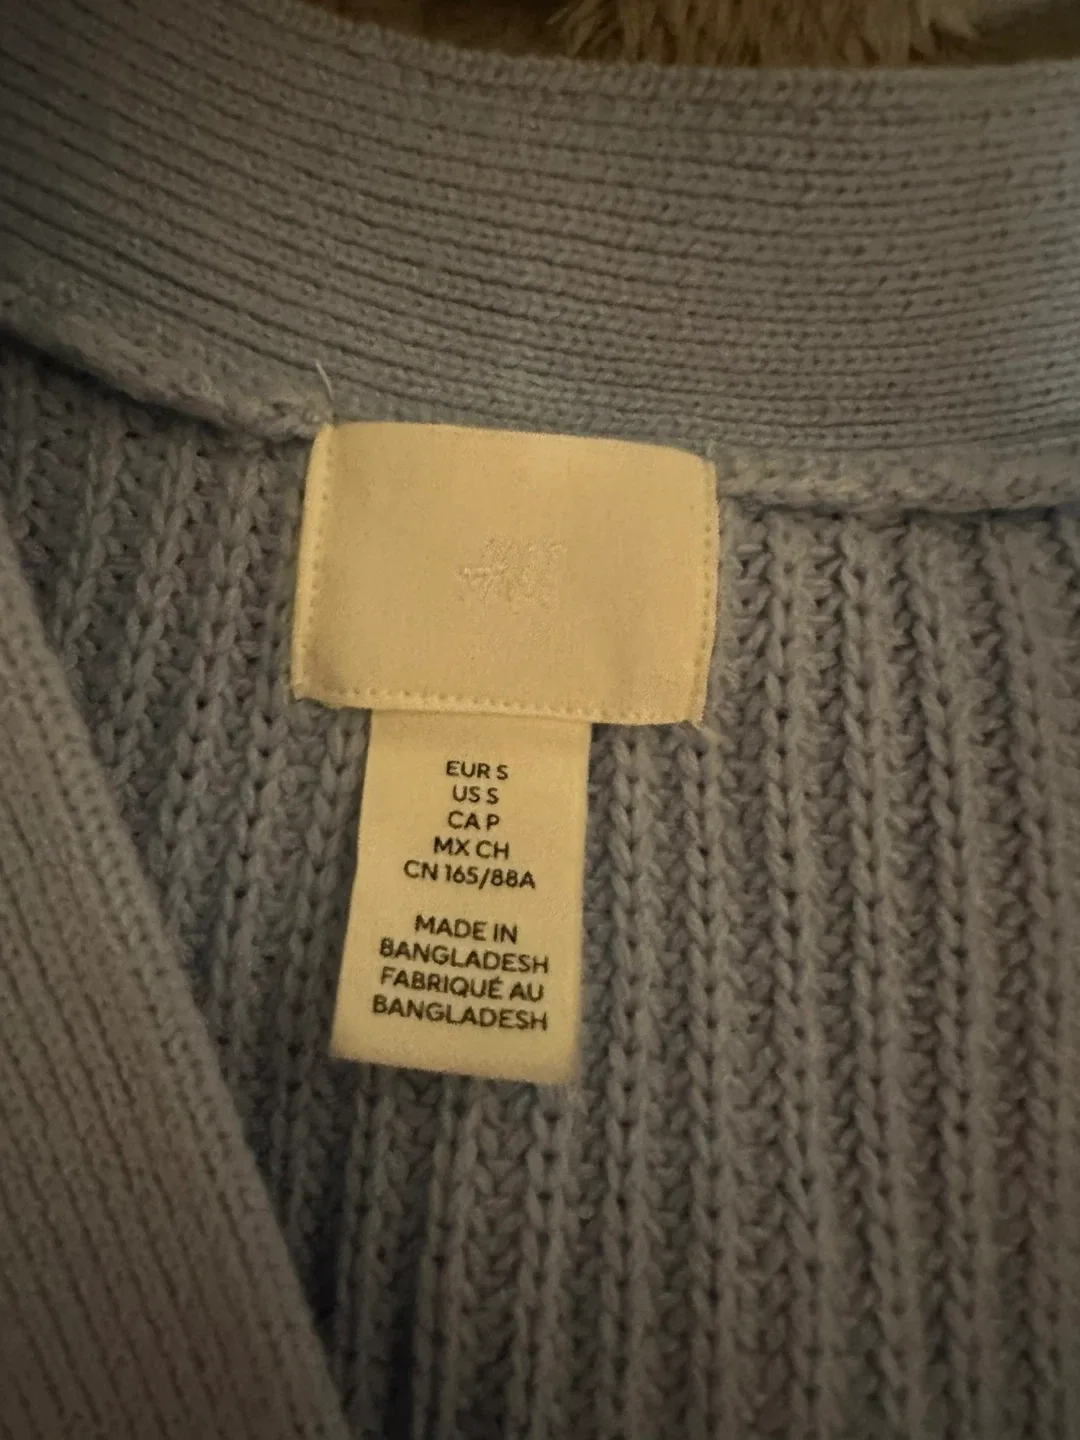 H&M
EUR S
US S
CA P
MX CH
CN 165/88A
MADE IN
BANGLADESH
FABRIQUÉ AU
BANGLADESH